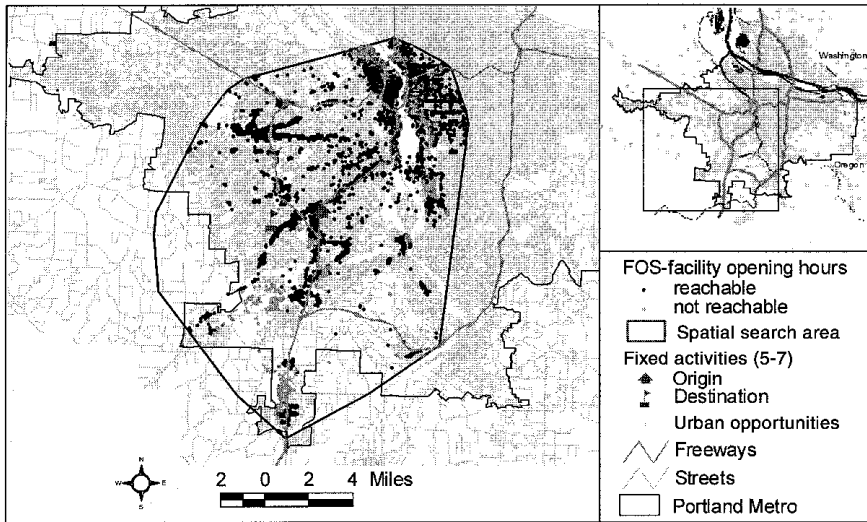 Washington
Oregon
FOS-facility opening hours
reachable
not reachable
Spatial search area
Fixed activities (5-7)
Origin
Destination
Urban opportunities
Freeways
Streets
Portland Metro
N
W E
S
2 0 2 4 Miles